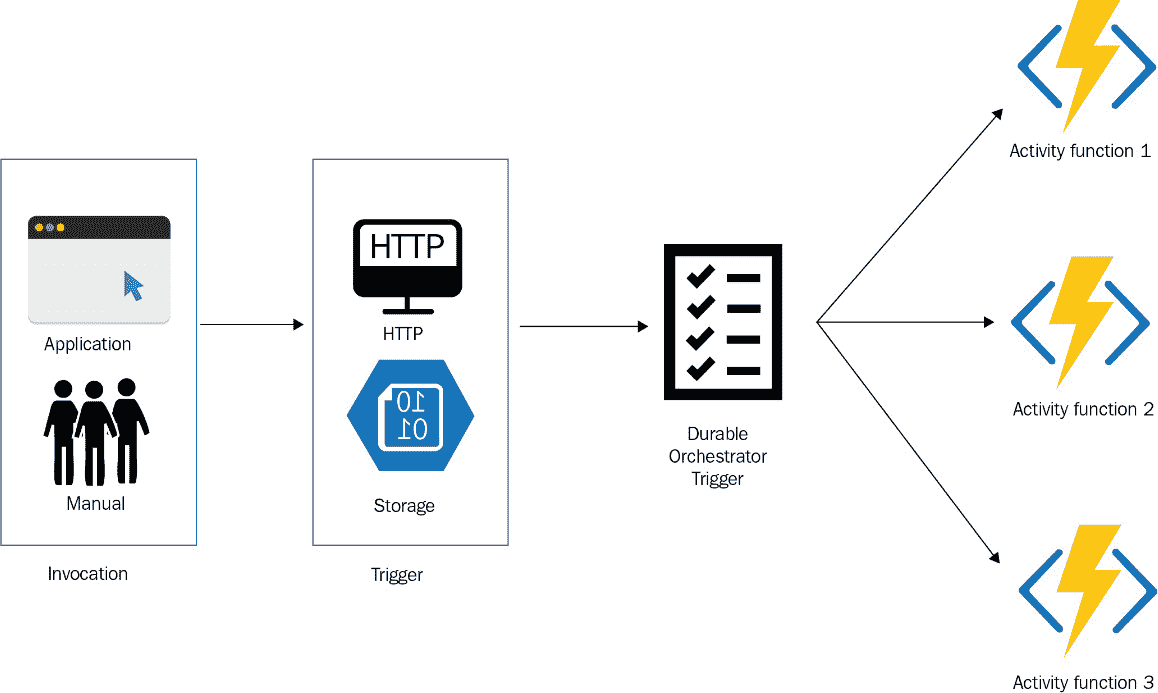 Application
Manual
Invocation
HTTP
HTTP
10
01
Storage
Trigger
Durable
Orchestrator
Trigger
Activity function 1
Activity function 2
Activity function 3